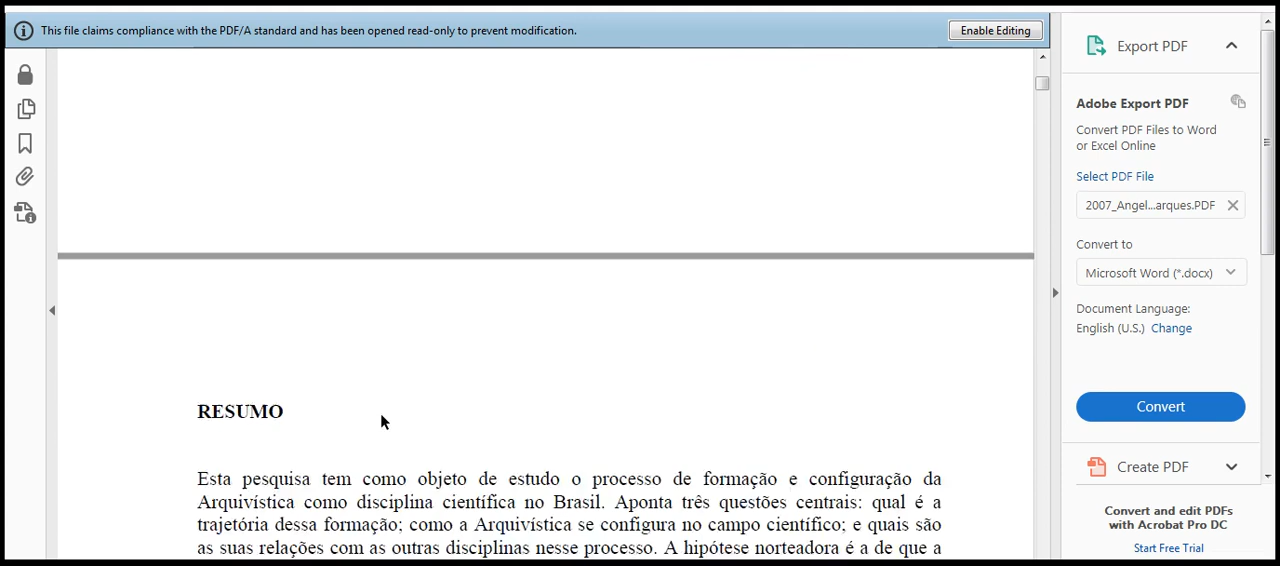 This file claims compliance with the PDF/A standard and has been opened read-only to prevent modification.
Enable Editing
RESUMO
Esta pesquisa tem como objeto de estudo o processo de formação e configuração da
Arquivística como disciplina científica no Brasil. Aponta três questões centrais: qual é a
trajetória dessa formação; como a Arquivística se configura no campo científico; e quais são
as suas relações com as outras disciplinas nesse processo. A hipótese norteadora é a de que a
Export PDF
Adobe Export PDF
Convert PDF Files to Word
or Excel Online
Select PDF File
2007_Angel...arques.PDF
Convert to
Microsoft Word (*.docx)
Document Language:
English (U.S.) Change
Convert
Create PDF
Convert and edit PDFs
with Acrobat Pro DC
Start Free Trial